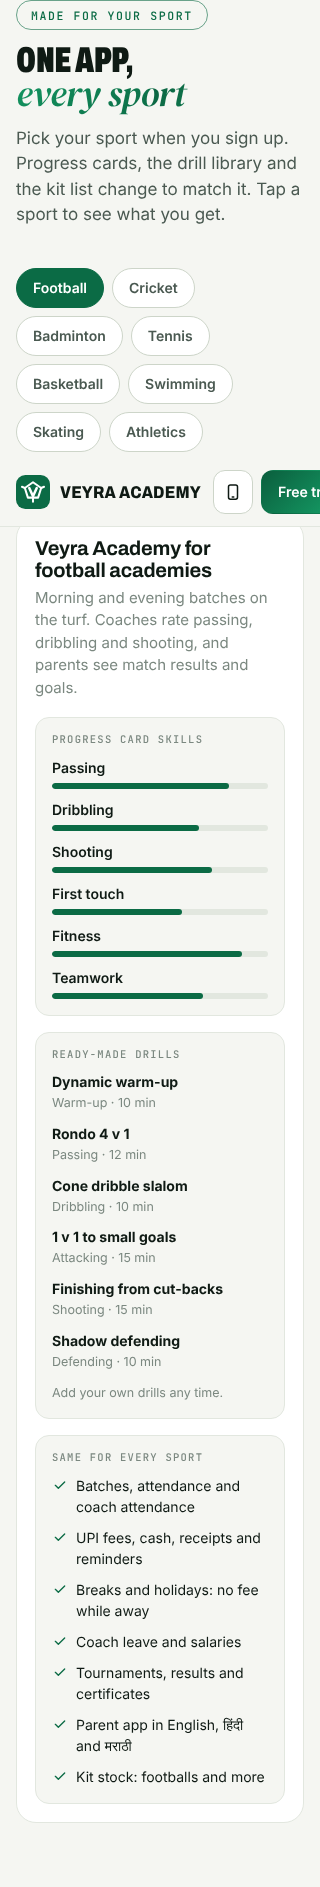 MADE FOR YOUR SPORT
ONE APP,
every sport
Pick your sport when you sign up.
Progress cards, the drill library and
the kit list change to match it. Tap a
sport to see what you get.
Football
Cricket
Badminton
Tennis
Basketball
Swimming
Skating
Athletics
VEYRA ACADEMY
Free tr
Veyra Academy for
football academies
Morning and evening batches on
the turf. Coaches rate passing,
dribbling and shooting, and
parents see match results and
goals.
PROGRESS CARD SKILLS
Passing
Dribbling
Shooting
First touch
Fitness
Teamwork
READY-MADE DRILLS
Dynamic warm-up
Warm-up · 10 min
Rondo 4 v 1
Passing · 12 min
Cone dribble slalom
Dribbling · 10 min
1 v 1 to small goals
Attacking · 15 min
Finishing from cut-backs
Shooting · 15 min
Shadow defending
Defending · 10 min
Add your own drills any time.
SAME FOR EVERY SPORT
Batches, attendance and
coach attendance
UPI fees, cash, receipts and
reminders
Breaks and holidays: no fee
while away
Coach leave and salaries
Tournaments, results and
certificates
Parent app in English, हिंदी
and मराठी
Kit stock: footballs and more